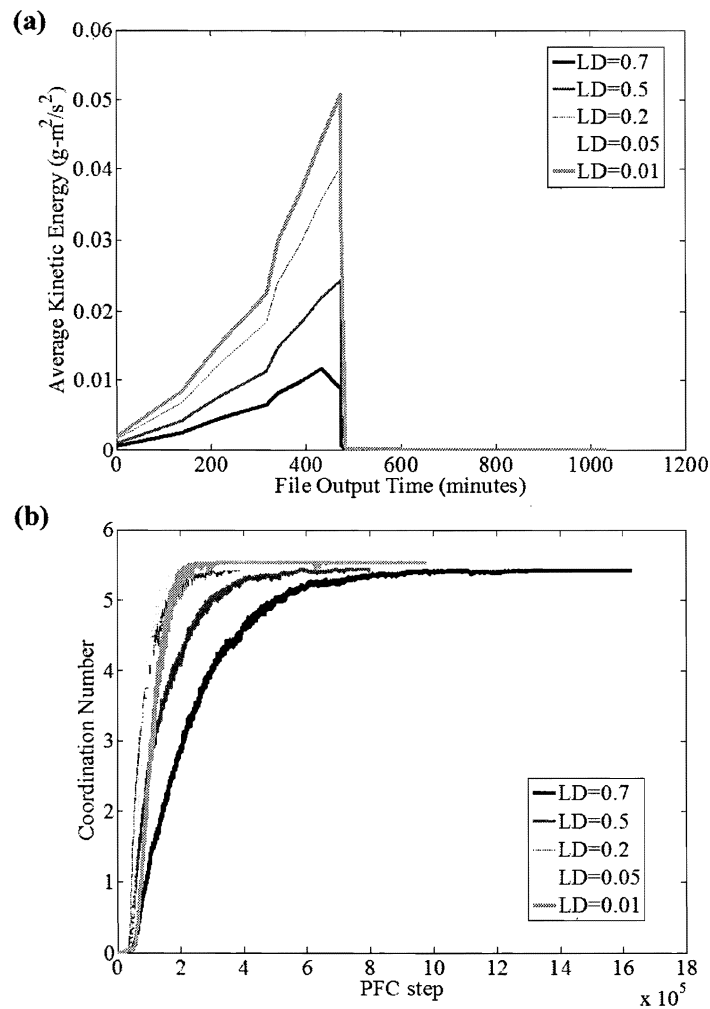 (a)
0.06
0.05
0.04
0.03
0.02
0.01
0
Average Kinetic Energy (g-m²/s²)
LD=0.7
LD=0.5
LD=0.2
LD=0.05
LD=0.01
0 200 400 600 800 1000 1200
File Output Time (minutes)
(b)
6
5
4
3
2
1
0
Coordination Number
LD=0.7
LD=0.5
LD=0.2
LD=0.05
LD=0.01
0 2 4 6 8 10 12 14 16 18
PFC step
x 10⁵